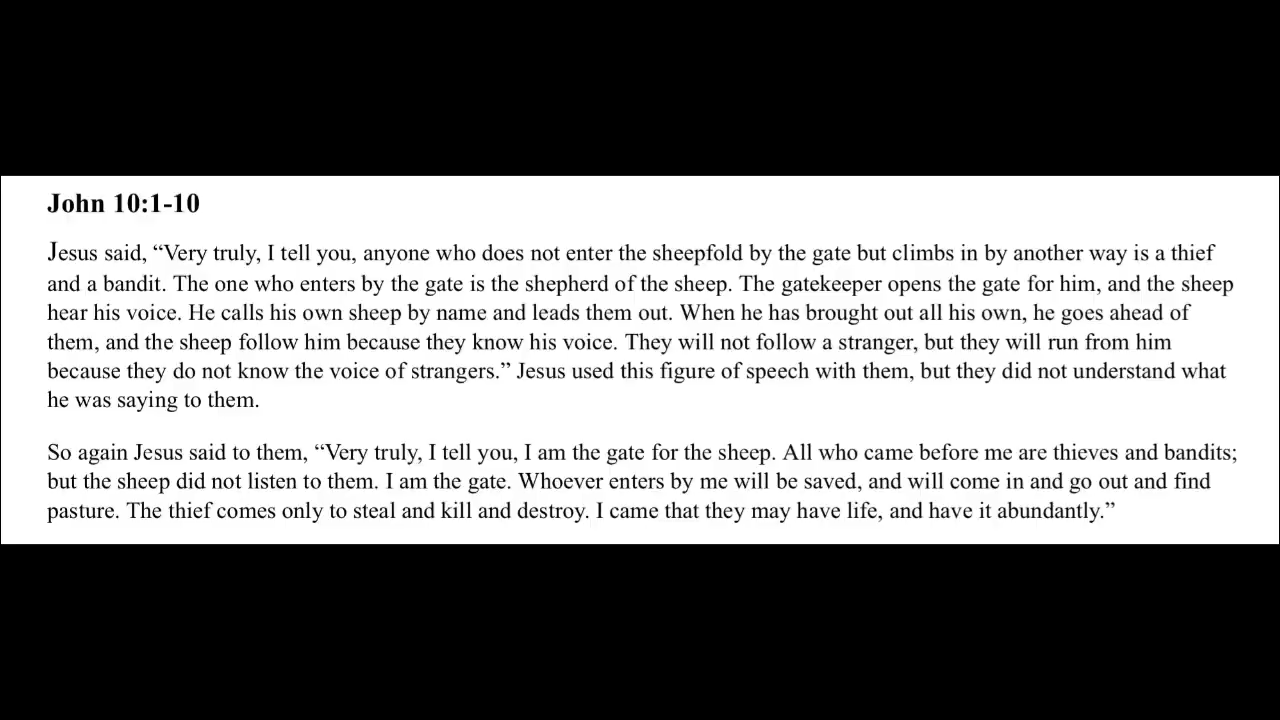 John 10:1-10
Jesus said, “Very truly, I tell you, anyone who does not enter the sheepfold by the gate but climbs in by another way is a thief
and a bandit. The one who enters by the gate is the shepherd of the sheep. The gatekeeper opens the gate for him, and the sheep
hear his voice. He calls his own sheep by name and leads them out. When he has brought out all his own, he goes ahead of
them, and the sheep follow him because they know his voice. They will not follow a stranger, but they will run from him
because they do not know the voice of strangers.” Jesus used this figure of speech with them, but they did not understand what
he was saying to them.
So again Jesus said to them, “Very truly, I tell you, I am the gate for the sheep. All who came before me are thieves and bandits;
but the sheep did not listen to them. I am the gate. Whoever enters by me will be saved, and will come in and go out and find
pasture. The thief comes only to steal and kill and destroy. I came that they may have life, and have it abundantly.”